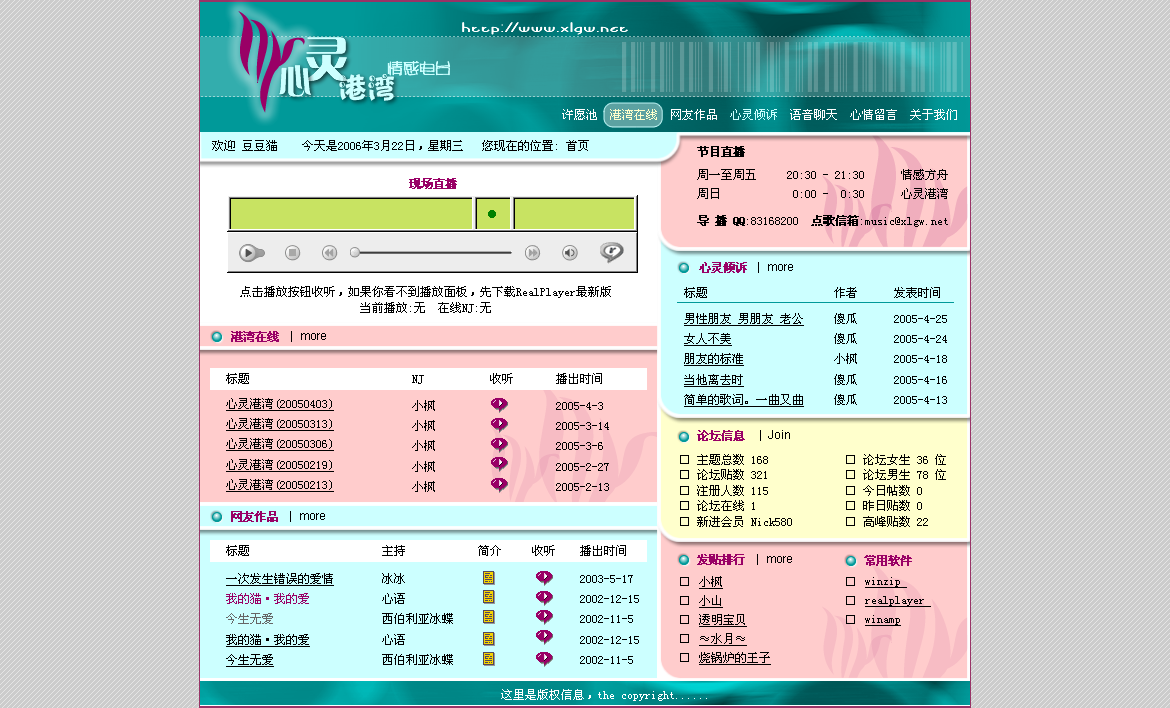 http://www.xlgw.net
心灵港湾 情感电台
许愿池 港湾在线 网友作品 心灵倾诉 语音聊天 心情留言 关于我们
欢迎 豆豆猫 今天是2006年3月22日，星期三 您现在的位置: 首页
现场直播
点击播放按钮收听，如果你看不到播放面板，先下载RealPlayer最新版
当前播放:无 在线NJ:无
港湾在线 | more
标题 NJ 收听 播出时间
心灵港湾(20050403) 小枫 2005-4-3
心灵港湾(20050313) 小枫 2005-3-14
心灵港湾(20050306) 小枫 2005-3-6
心灵港湾(20050219) 小枫 2005-2-27
心灵港湾(20050213) 小枫 2005-2-13
网友作品 | more
标题 主持 简介 收听 播出时间
一次发生错误的爱情 冰冰 2003-5-17
我的猫·我的爱 心语 2002-12-15
今生无爱 西伯利亚冰蝶 2002-11-5
我的猫·我的爱 心语 2002-12-15
今生无爱 西伯利亚冰蝶 2002-11-5
节目直播
周一至周五 20:30 - 21:30 情感方舟
周日 0:00 - 0:30 心灵港湾
导 播 QQ:83168200 点歌信箱:music@xlgw.net
心灵倾诉 | more
标题 作者 发表时间
男性朋友 男朋友 老公 傻瓜 2005-4-25
女人不美 傻瓜 2005-4-24
朋友的标准 小枫 2005-4-18
当他离去时 傻瓜 2005-4-16
简单的歌词。一曲又曲 傻瓜 2005-4-13
论坛信息 | Join
主题总数 168 论坛女生 36 位
论坛贴数 321 论坛男生 78 位
注册人数 115 今日帖数 0
论坛在线 1 昨日贴数 0
新进会员 Nick580 高峰贴数 22
发贴排行 | more 常用软件
小枫 winzip
小山 realplayer
透明宝贝 winamp
≈水月≈
烧锅炉的王子
这里是版权信息，the copyright......